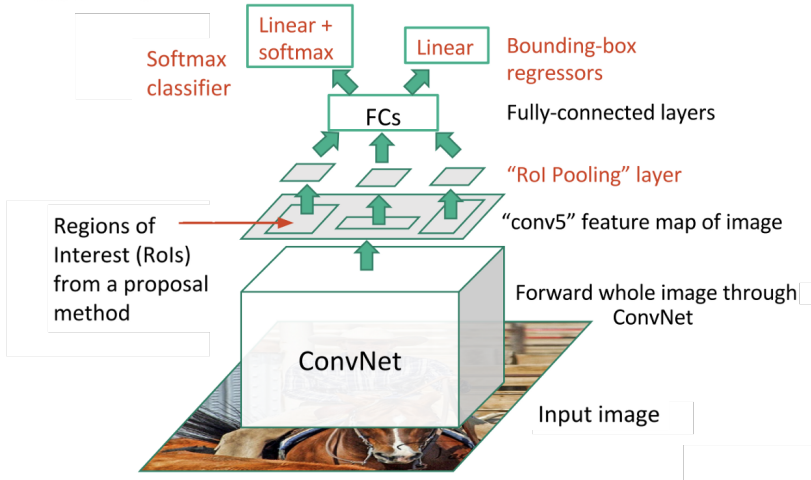 Linear +
softmax
Linear
Softmax
classifier
Bounding-box
regressors
FCs
Fully-connected layers
“RoI Pooling” layer
Regions of
Interest (RoIs)
from a proposal
method
“conv5” feature map of image
Forward whole image through
ConvNet
ConvNet
Input image